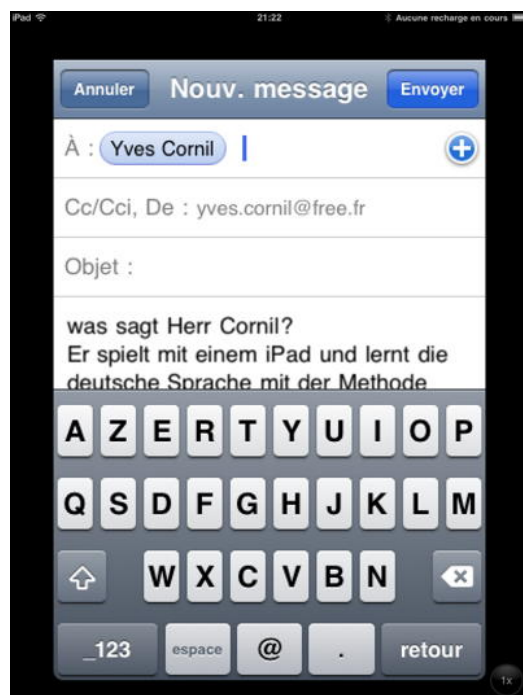 iPad 21:22 Aucune recharge en cours
Annuler Nouv. message Envoyer
À : Yves Cornil
Cc/Cci, De : yves.cornil@free.fr
Objet :
was sagt Herr Cornil?
Er spielt mit einem iPad und lernt die
deutsche Sprache mit der Methode
A Z E R T Y U I O P
Q S D F G H J K L M
W X C V B N
_123 espace @ . retour
1x